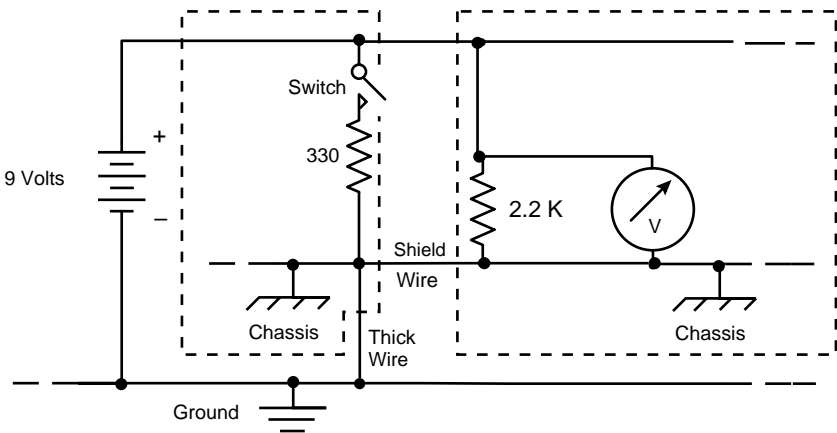 Switch
+
330
9 Volts
2.2 K
V
–
Shield
Wire
Chassis
Chassis
Thick
Wire
Ground